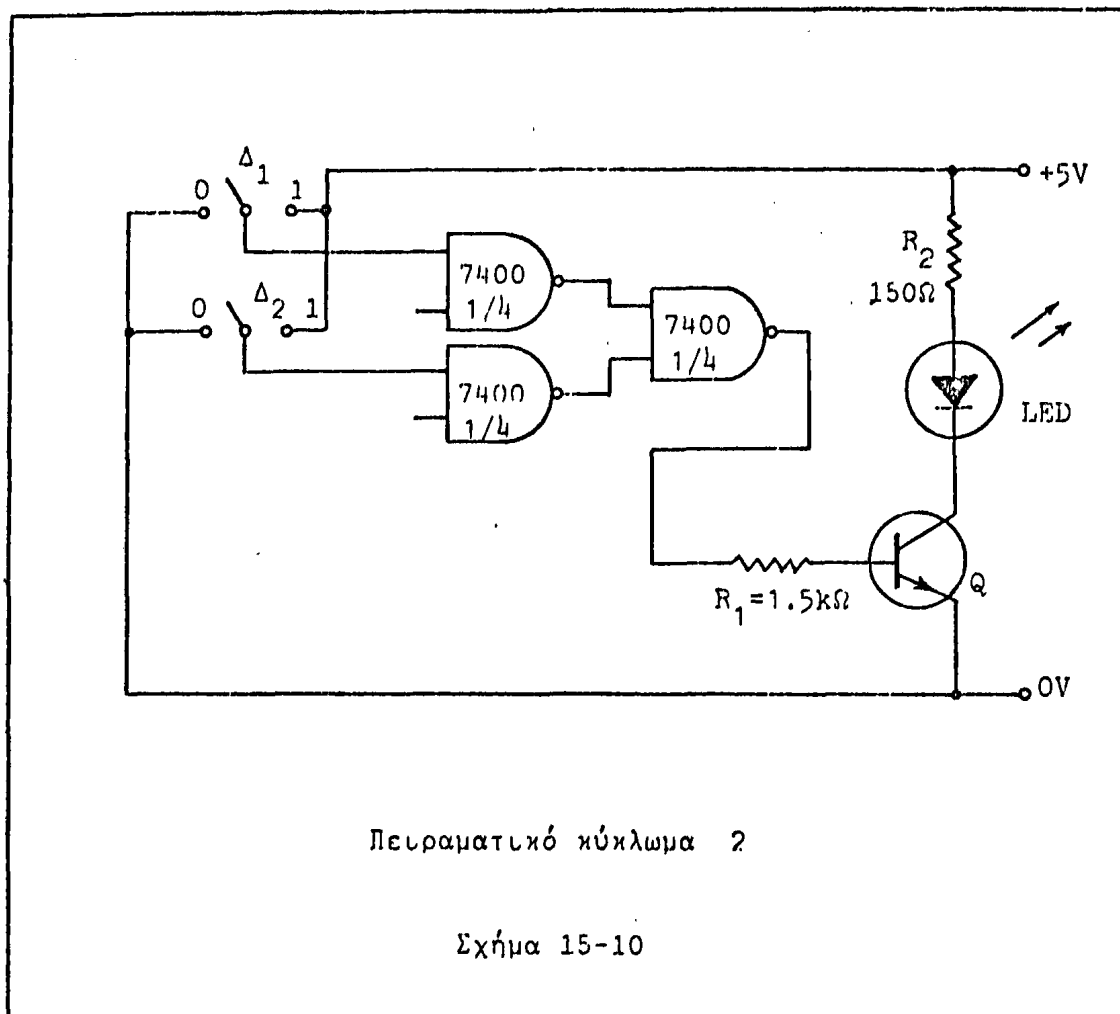 Δ1
0 1
+5V
R2
150Ω
7400
1/4
0 Δ2 1
7400
1/4
7400
1/4
LED
R1=1.5kΩ
Q
0V
Πειραματικό κύκλωμα 2
Σχήμα 15-10